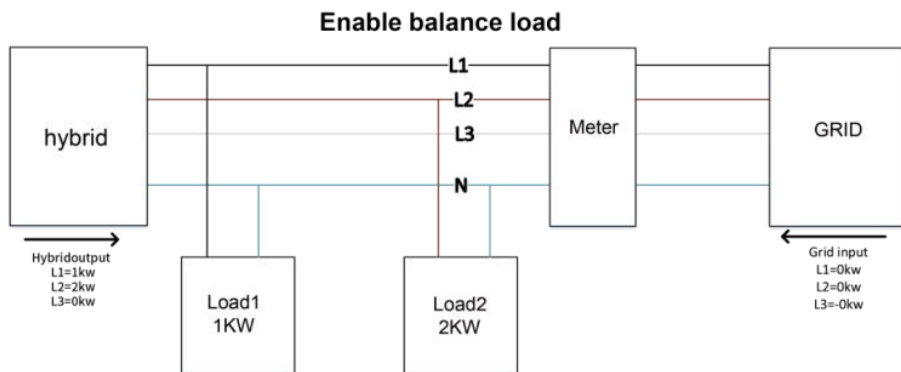 Enable balance load
L1
L2
L3
N
hybrid
Meter
GRID
Hybridoutput
L1=1kw
L2=2kw
L3=0kw
Load1
1KW
Load2
2KW
Grid input
L1=0kw
L2=0kw
L3=-0kw